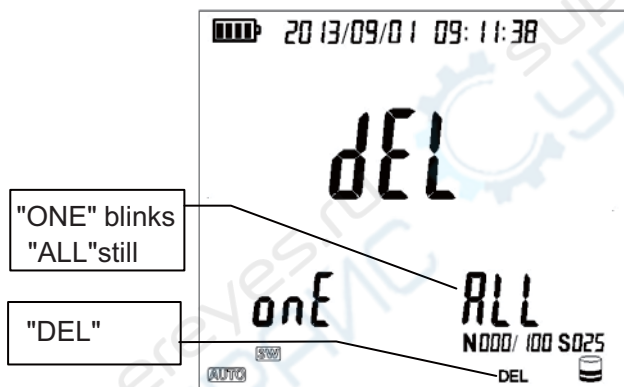 2013/09/01 09:11:38
dEL
"ONE" blinks
"ALL"still
onE ALL
N000/100 S025
"DEL"
SW
AUTO
DEL